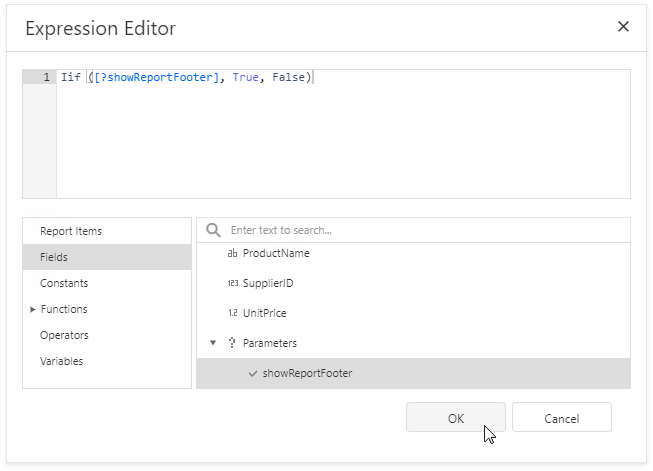 Expression Editor
1 Iif ([?showReportFooter], True, False)
Report Items
Fields
Constants
Functions
Operators
Variables
Enter text to search...
ab ProductName
123 SupplierID
1.2 UnitPrice
? Parameters
showReportFooter
OK
Cancel